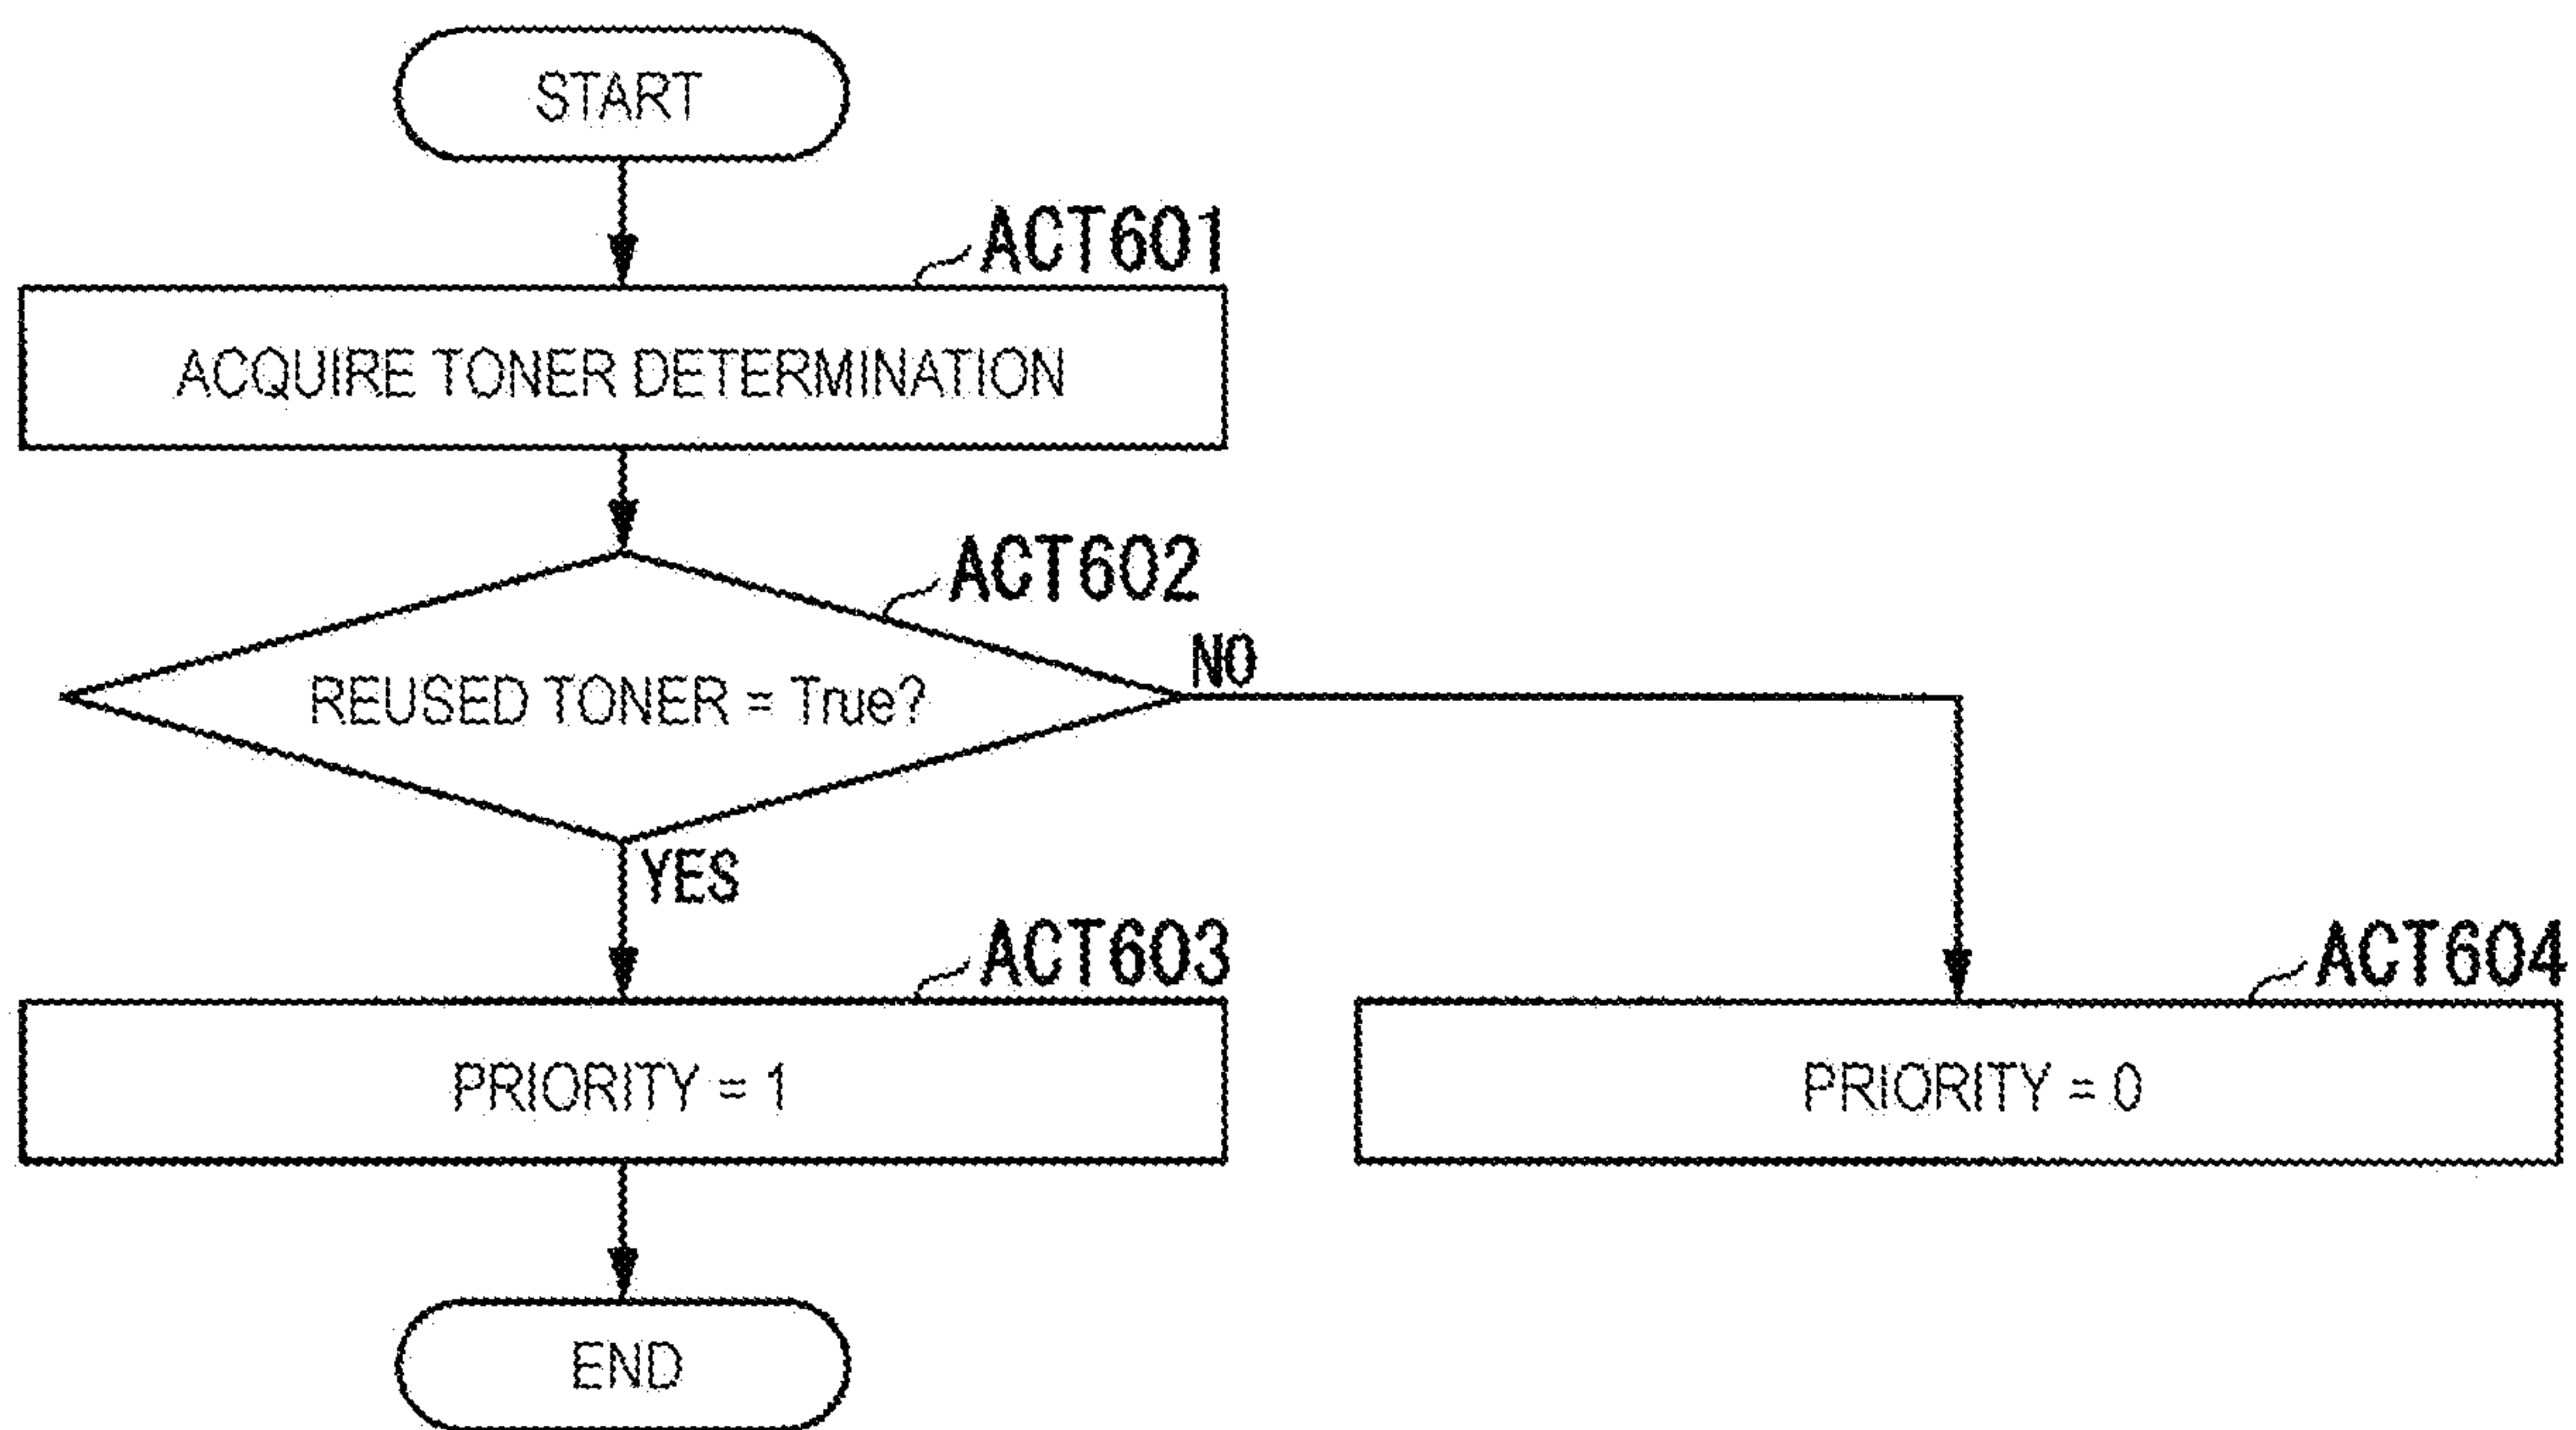 START
ACT601
ACQUIRE TONER DETERMINATION
ACT602
REUSED TONER = True?
NO
YES
ACT603
PRIORITY = 1
ACT604
PRIORITY = 0
END